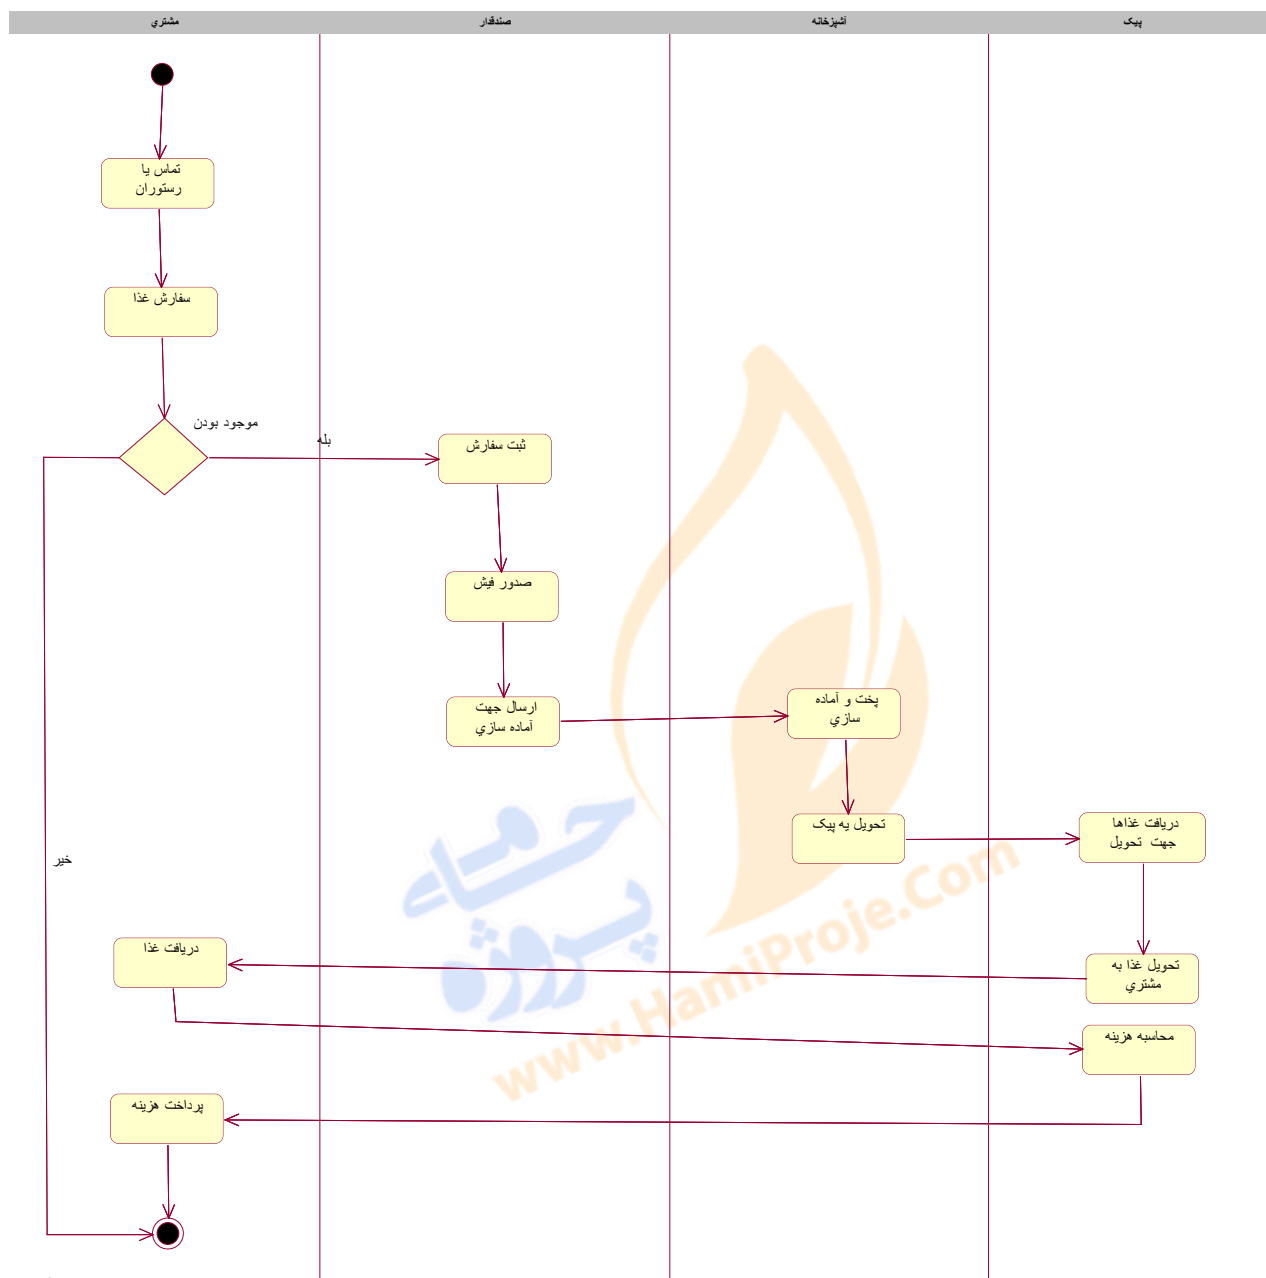 مشتري
صندقدار
آشپزخانه
پیک
تماس یا
رستوران
سفارش غذا
موجود بودن
بله
ثبت سفارش
صدور فیش
ارسال جهت
آماده سازي
پخت و آماده
سازي
تحویل یه پیک
دریافت غذاها
جهت تحویل
خیر
دریافت غذا
تحویل غذا به
مشتري
محاسبه هزینه
پرداخت هزینه
حامی
پروژه
www.HamiProje.Com